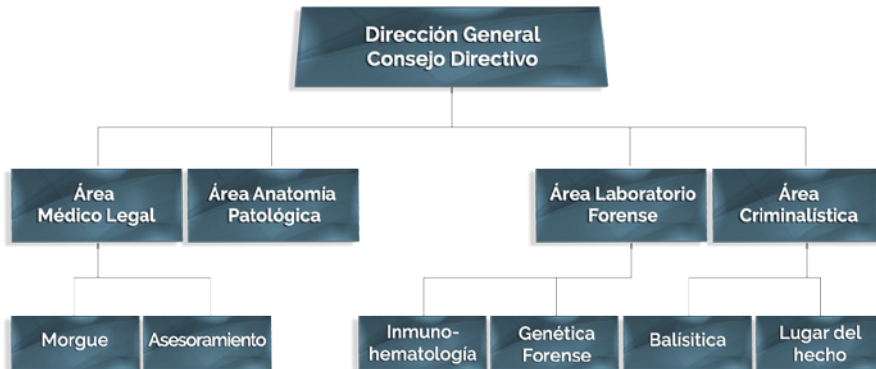 Dirección General
Consejo Directivo
Área
Médico Legal
Área Anatomía
Patológica
Área Laboratorio
Forense
Área
Criminalística
Morgue
Asesoramiento
Inmuno-
hematología
Genética
Forense
Balísitica
Lugar del
hecho